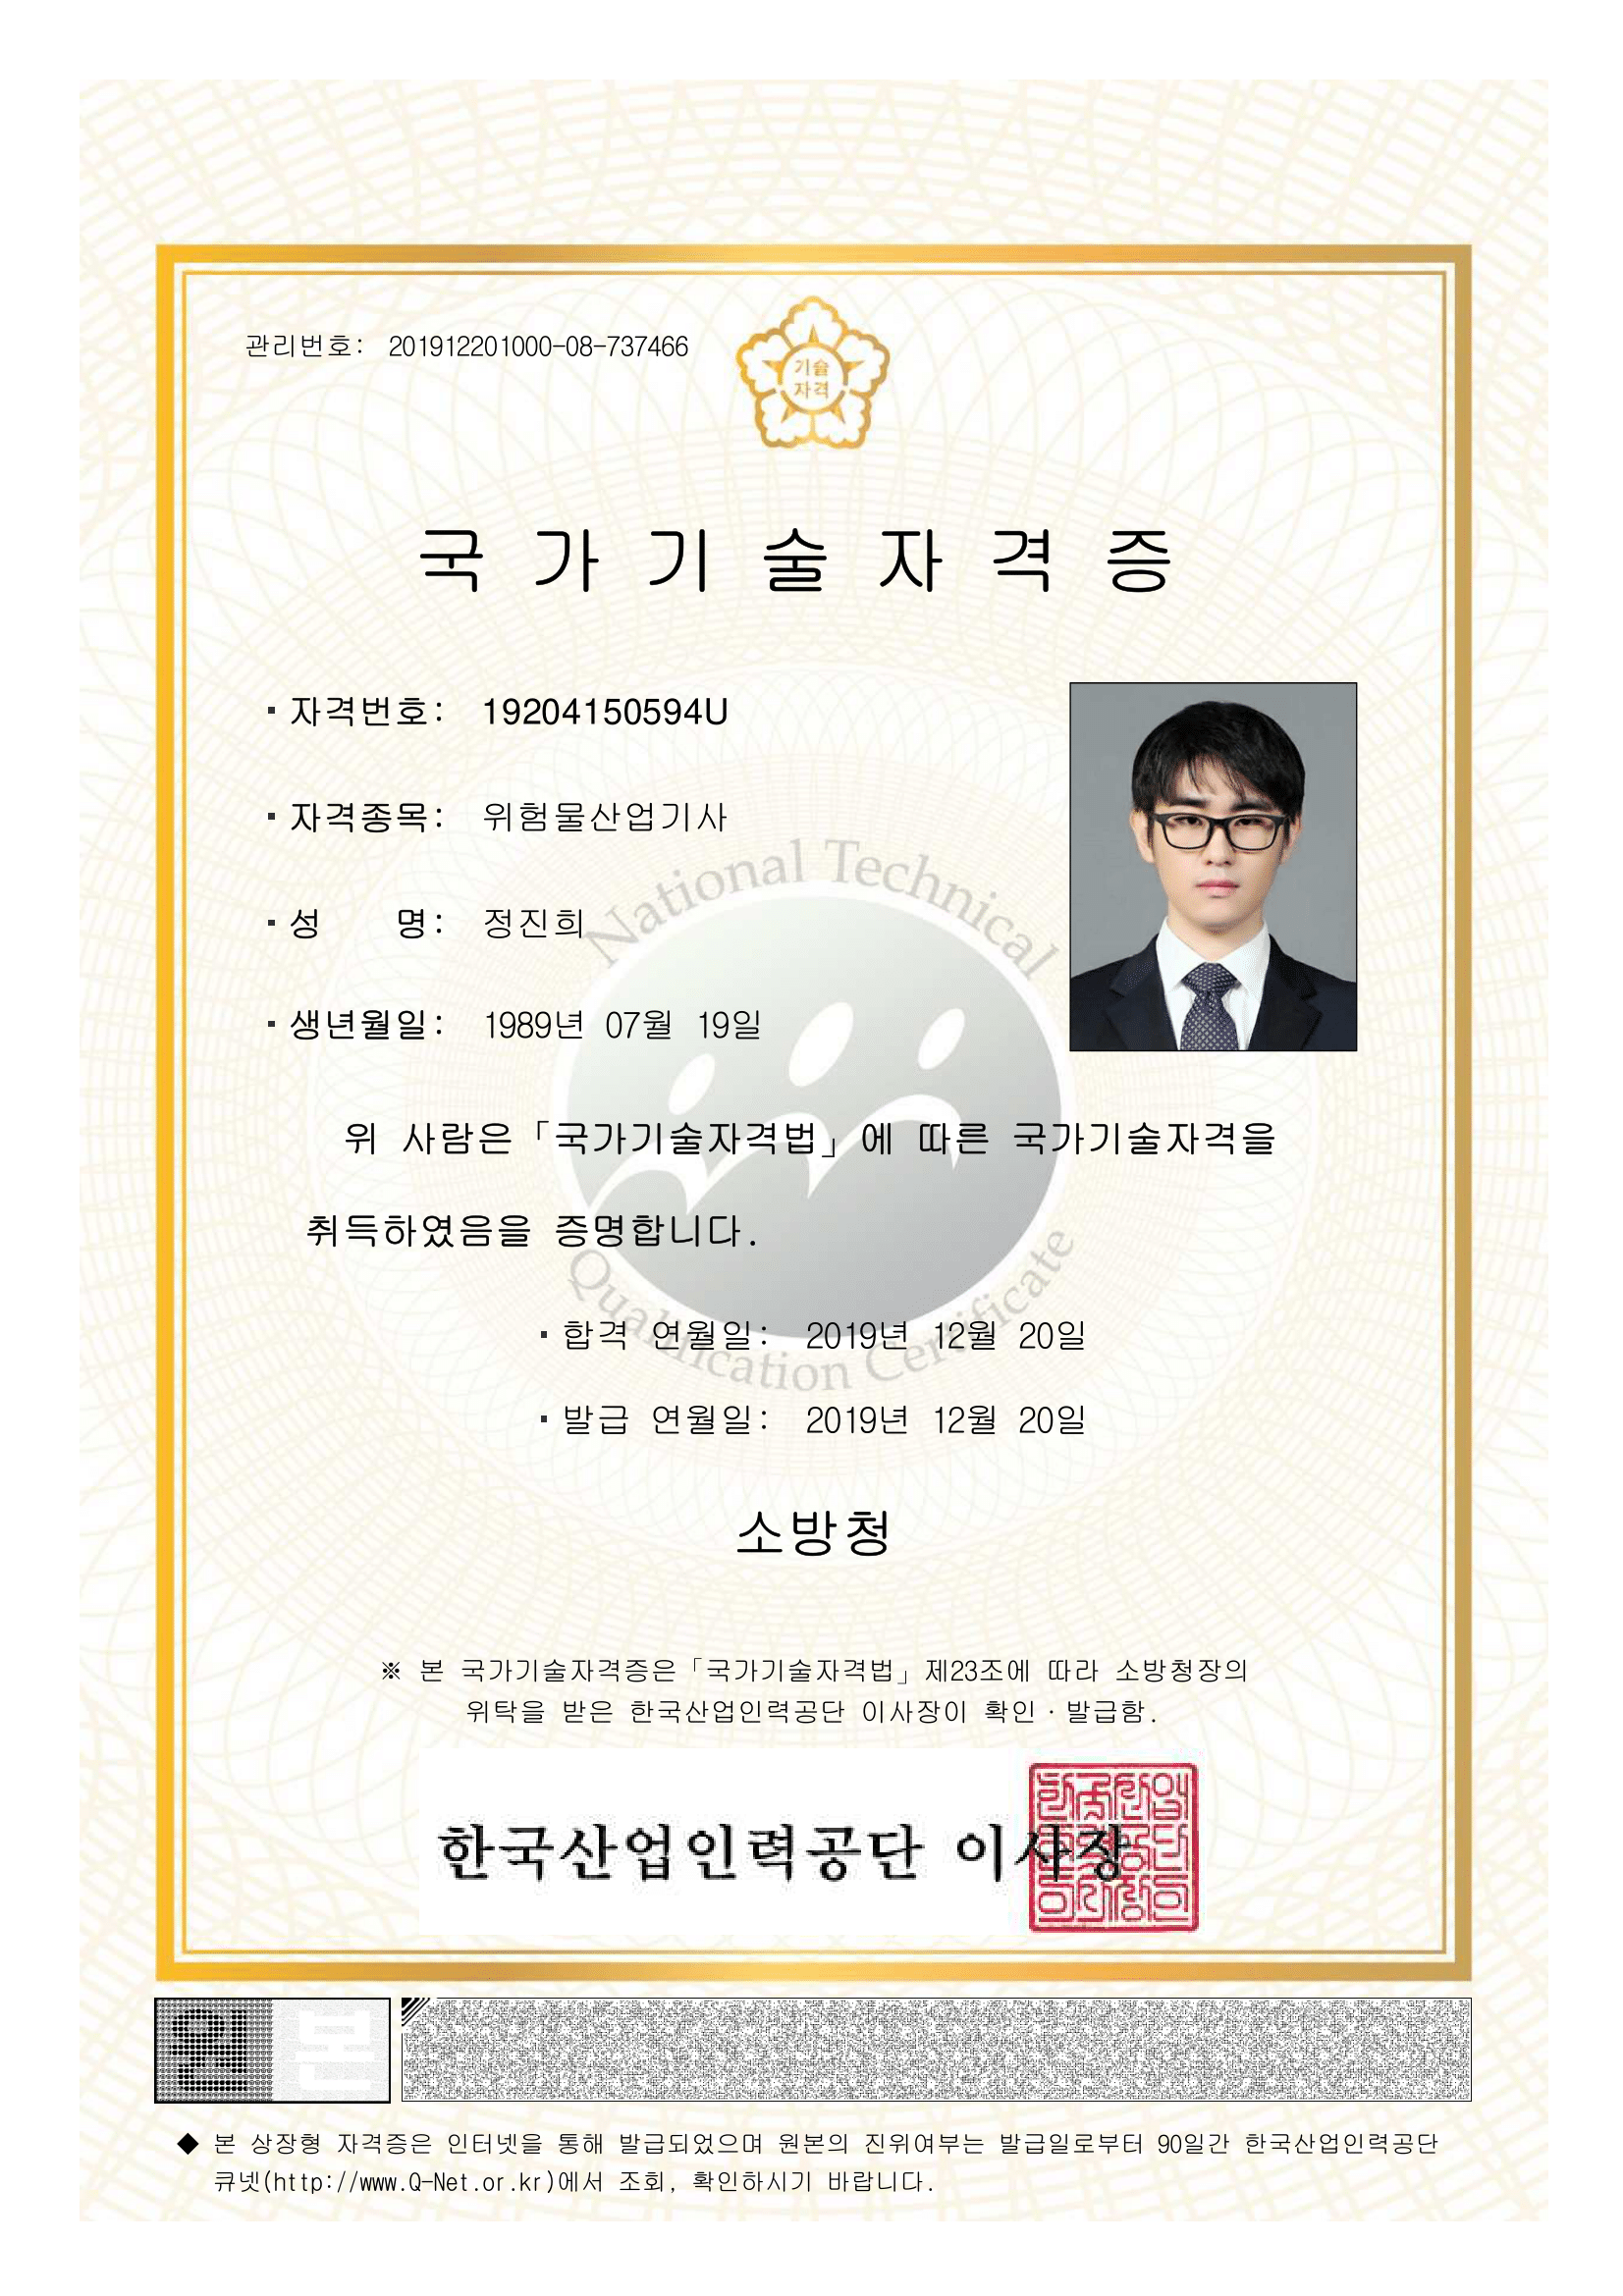 관리번호: 201912201000-08-737466
기술
자격
국가기술자격증
· 자격번호: 19204150594U
· 자격종목: 위험물산업기사
· 성 명: 정진희
· 생년월일: 1989년 07월 19일
National Technical
위 사람은「국가기술자격법」에 따른 국가기술자격을
취득하였음을 증명합니다.
Qualification Certificate
· 합격 연월일: 2019년 12월 20일
· 발급 연월일: 2019년 12월 20일
소방청
※ 본 국가기술자격증은「국가기술자격법」제23조에 따라 소방청장의
위탁을 받은 한국산업인력공단 이사장이 확인·발급함.
한국산업인력공단 이사장
원본
◆ 본 상장형 자격증은 인터넷을 통해 발급되었으며 원본의 진위여부는 발급일로부터 90일간 한국산업인력공단
큐넷(http://www.Q-Net.or.kr)에서 조회, 확인하시기 바랍니다.